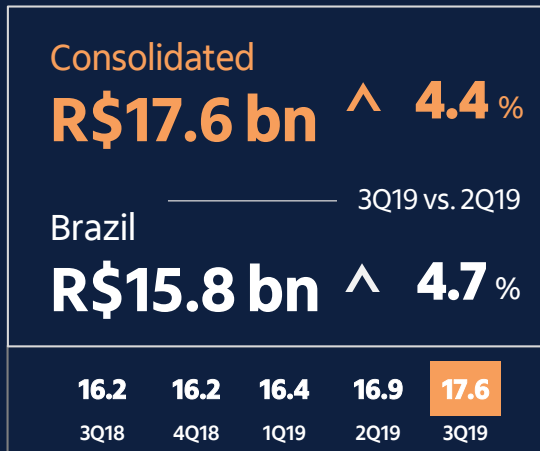 Consolidated
R$17.6 bn 4.4 %
3Q19 vs. 2Q19
Brazil
R$15.8 bn 4.7 %
16.2 16.2 16.4 16.9 17.6
3Q18 4Q18 1Q19 2Q19 3Q19